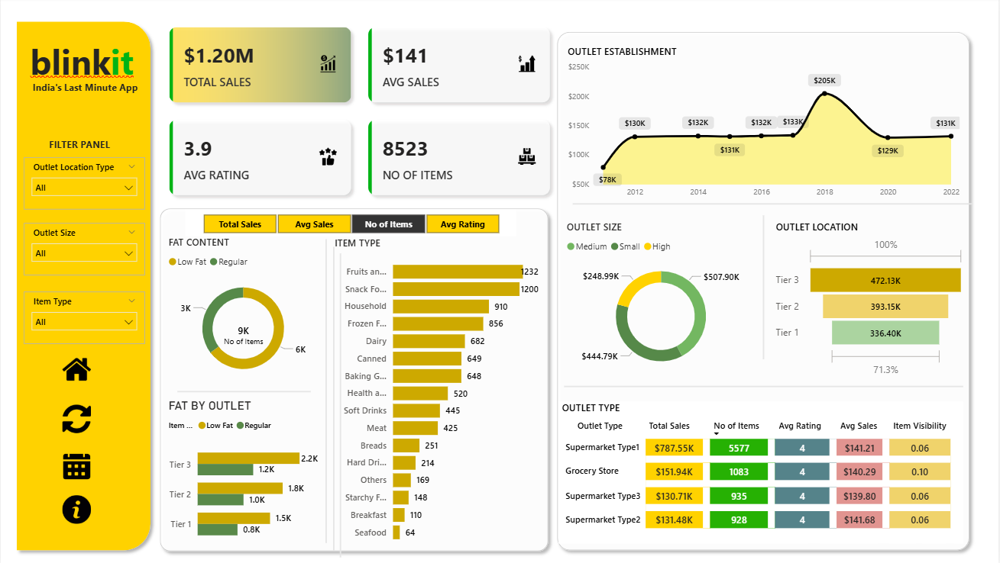 blinkit
India's Last Minute App
FILTER PANEL
Outlet Location Type
All
Outlet Size
All
Item Type
All
$1.20M
TOTAL SALES
$141
AVG SALES
3.9
AVG RATING
8523
NO OF ITEMS
Total Sales Avg Sales No of Items Avg Rating
FAT CONTENT
Low Fat Regular
3K
9K
No of Items
6K
FAT BY OUTLET
Item ... Low Fat Regular
Tier 3 2.2K
1.2K
Tier 2 1.8K
1.0K
Tier 1 1.5K
0.8K
ITEM TYPE
Fruits an... 1232
Snack Fo... 1200
Household 910
Frozen F... 856
Dairy 682
Canned 649
Baking G... 648
Health a... 520
Soft Drinks 445
Meat 425
Breads 251
Hard Dri... 214
Others 169
Starchy F... 148
Breakfast 110
Seafood 64
OUTLET ESTABLISHMENT
$250K
$200K
$150K
$100K
$50K
$78K $130K $132K $131K $132K $133K $205K $129K $131K
2012 2014 2016 2018 2020 2022
OUTLET SIZE
Medium Small High
$248.99K
$507.90K
$444.79K
OUTLET LOCATION
100%
Tier 3 472.13K
Tier 2 393.15K
Tier 1 336.40K
71.3%
OUTLET TYPE
Outlet Type Total Sales No of Items Avg Rating Avg Sales Item Visibility
Supermarket Type1 $787.55K 5577 4 $141.21 0.06
Grocery Store $151.94K 1083 4 $140.29 0.10
Supermarket Type3 $130.71K 935 4 $139.80 0.06
Supermarket Type2 $131.48K 928 4 $141.68 0.06